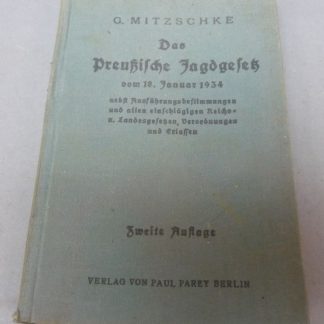 G. MITZSCHKE
Das
Preußische Jagdgesetz
vom 18. Januar 1934
nebst Ausführungsbestimmungen
und allen einschlägigen Reichs-
u. Landesgesetzen, Verordnungen
und Erlassen
Zweite Auflage
VERLAG VON PAUL PAREY BERLIN